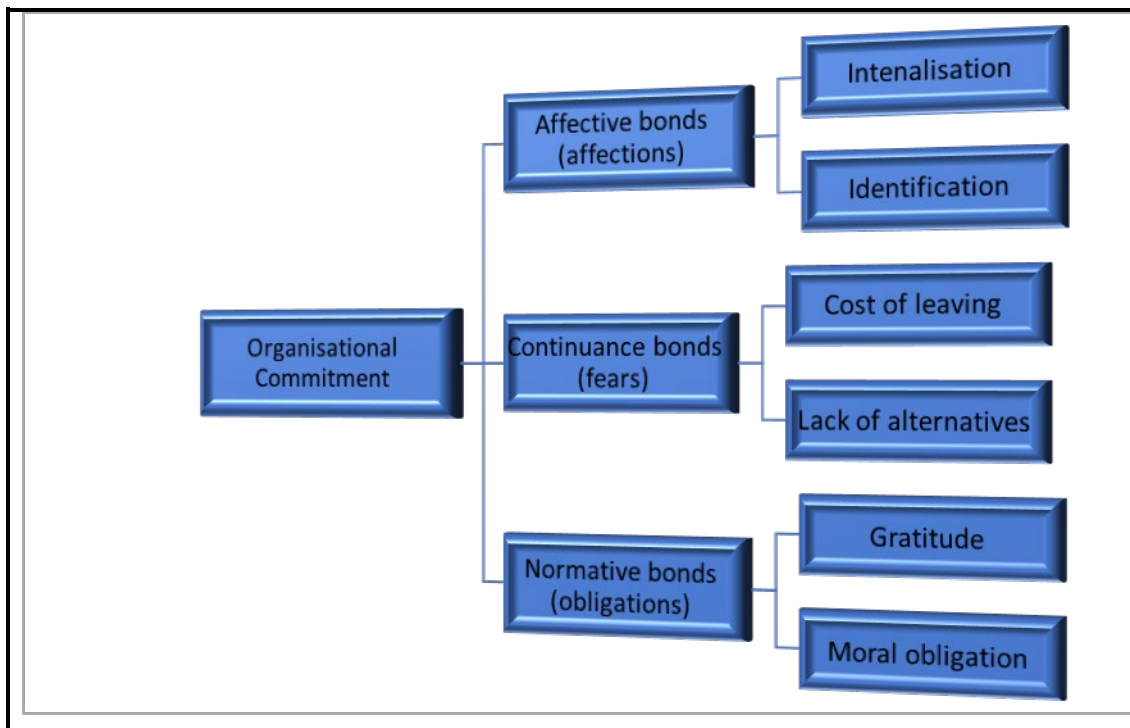 Organisational
Commitment
Affective bonds
(affections)
Intenalisation
Identification
Continuance bonds
(fears)
Cost of leaving
Lack of alternatives
Normative bonds
(obligations)
Gratitude
Moral obligation